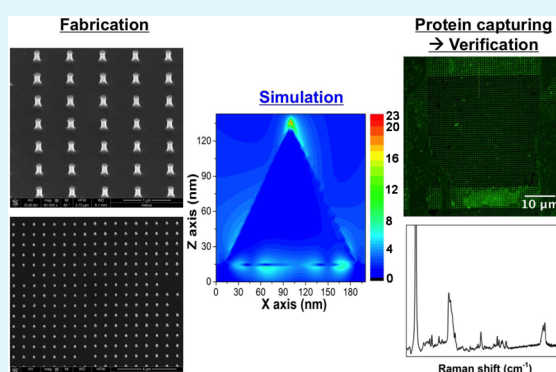 Fabrication
Simulation
Protein capturing
→ Verification
10 µm
23
20
16
12
8
4
0
Z axis (nm)
120
90
60
30
0
0 30 60 90 120 150 180
X axis (nm)
Raman shift (cm⁻¹)